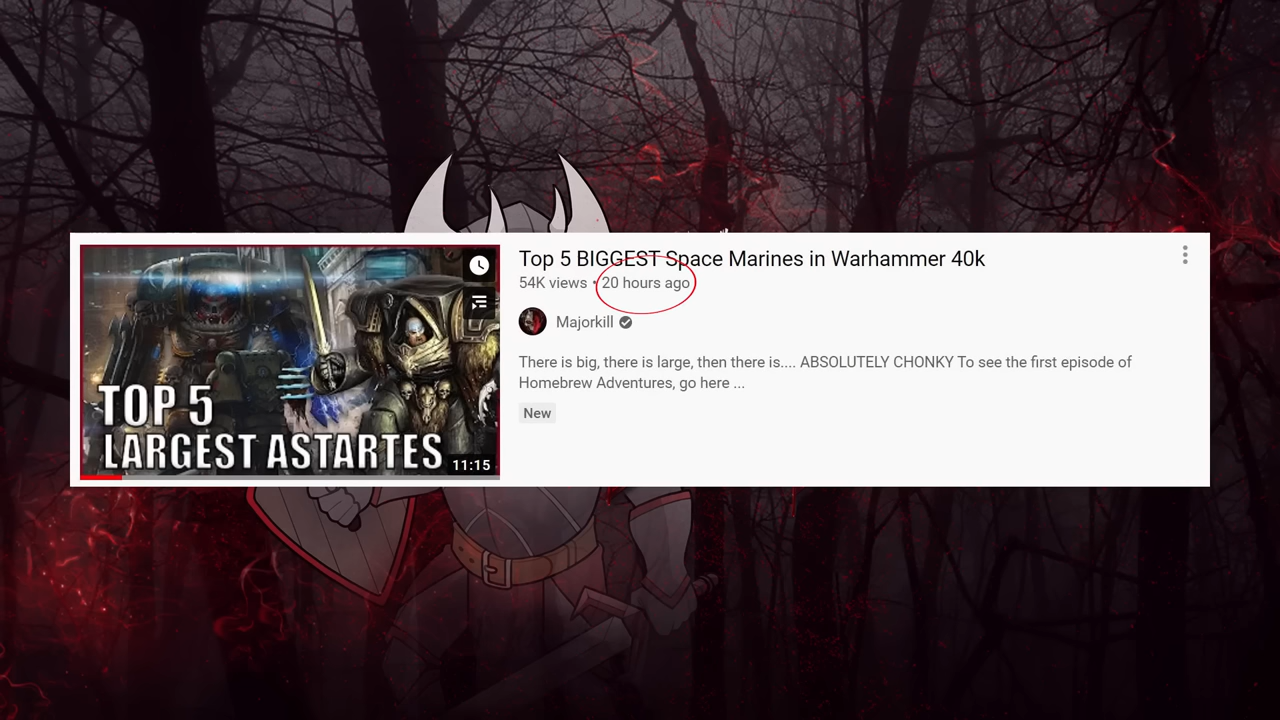 Top 5 BIGGEST Space Marines in Warhammer 40k
54K views • 20 hours ago
Majorkill
There is big, there is large, then there is.... ABSOLUTELY CHONKY To see the first episode of
Homebrew Adventures, go here ...
New
TOP 5
LARGEST ASTARTES
11:15